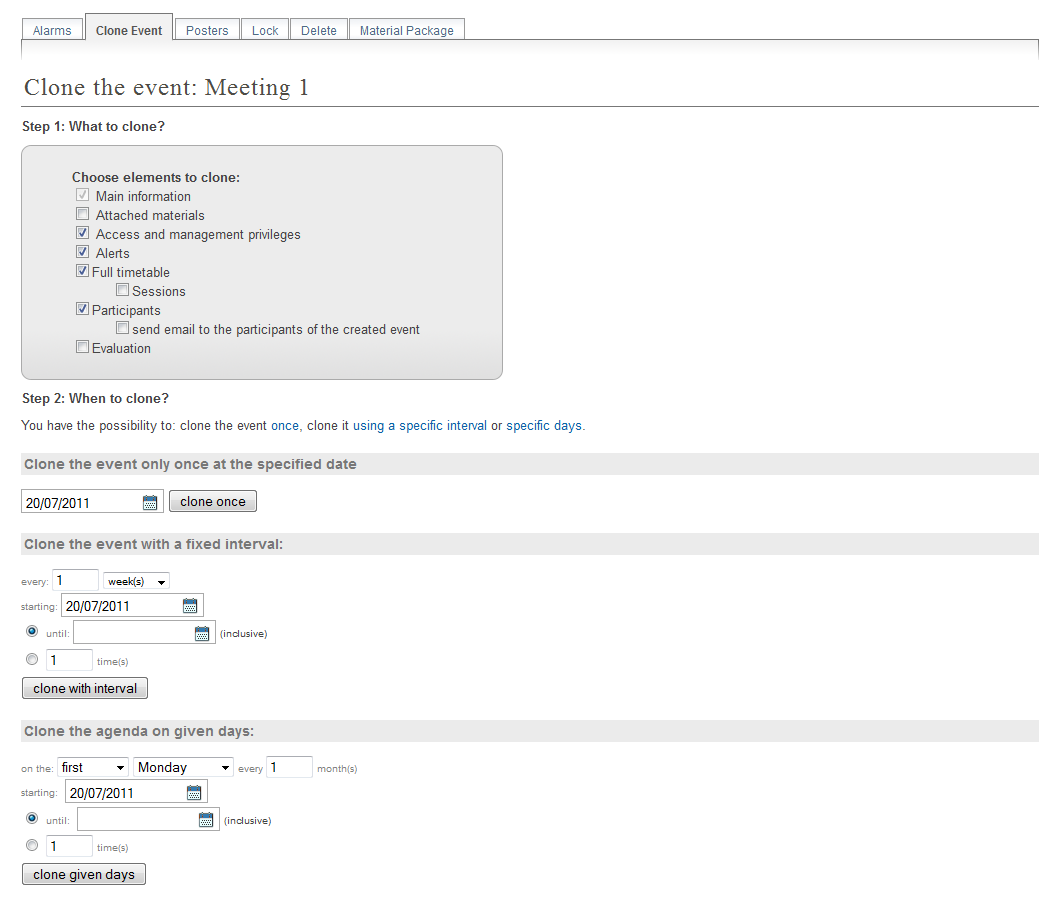 Alarms Clone Event Posters Lock Delete Material Package
Clone the event: Meeting 1
Step 1: What to clone?
Choose elements to clone:
Main information
Attached materials
Access and management privileges
Alerts
Full timetable
Sessions
Participants
send email to the participants of the created event
Evaluation
Step 2: When to clone?
You have the possibility to: clone the event once, clone it using a specific interval or specific days.
Clone the event only once at the specified date
20/07/2011 clone once
Clone the event with a fixed interval:
every: 1 week(s)
starting: 20/07/2011
until: (inclusive)
1 time(s)
clone with interval
Clone the agenda on given days:
on the: first Monday every 1 month(s)
starting: 20/07/2011
until: (inclusive)
1 time(s)
clone given days